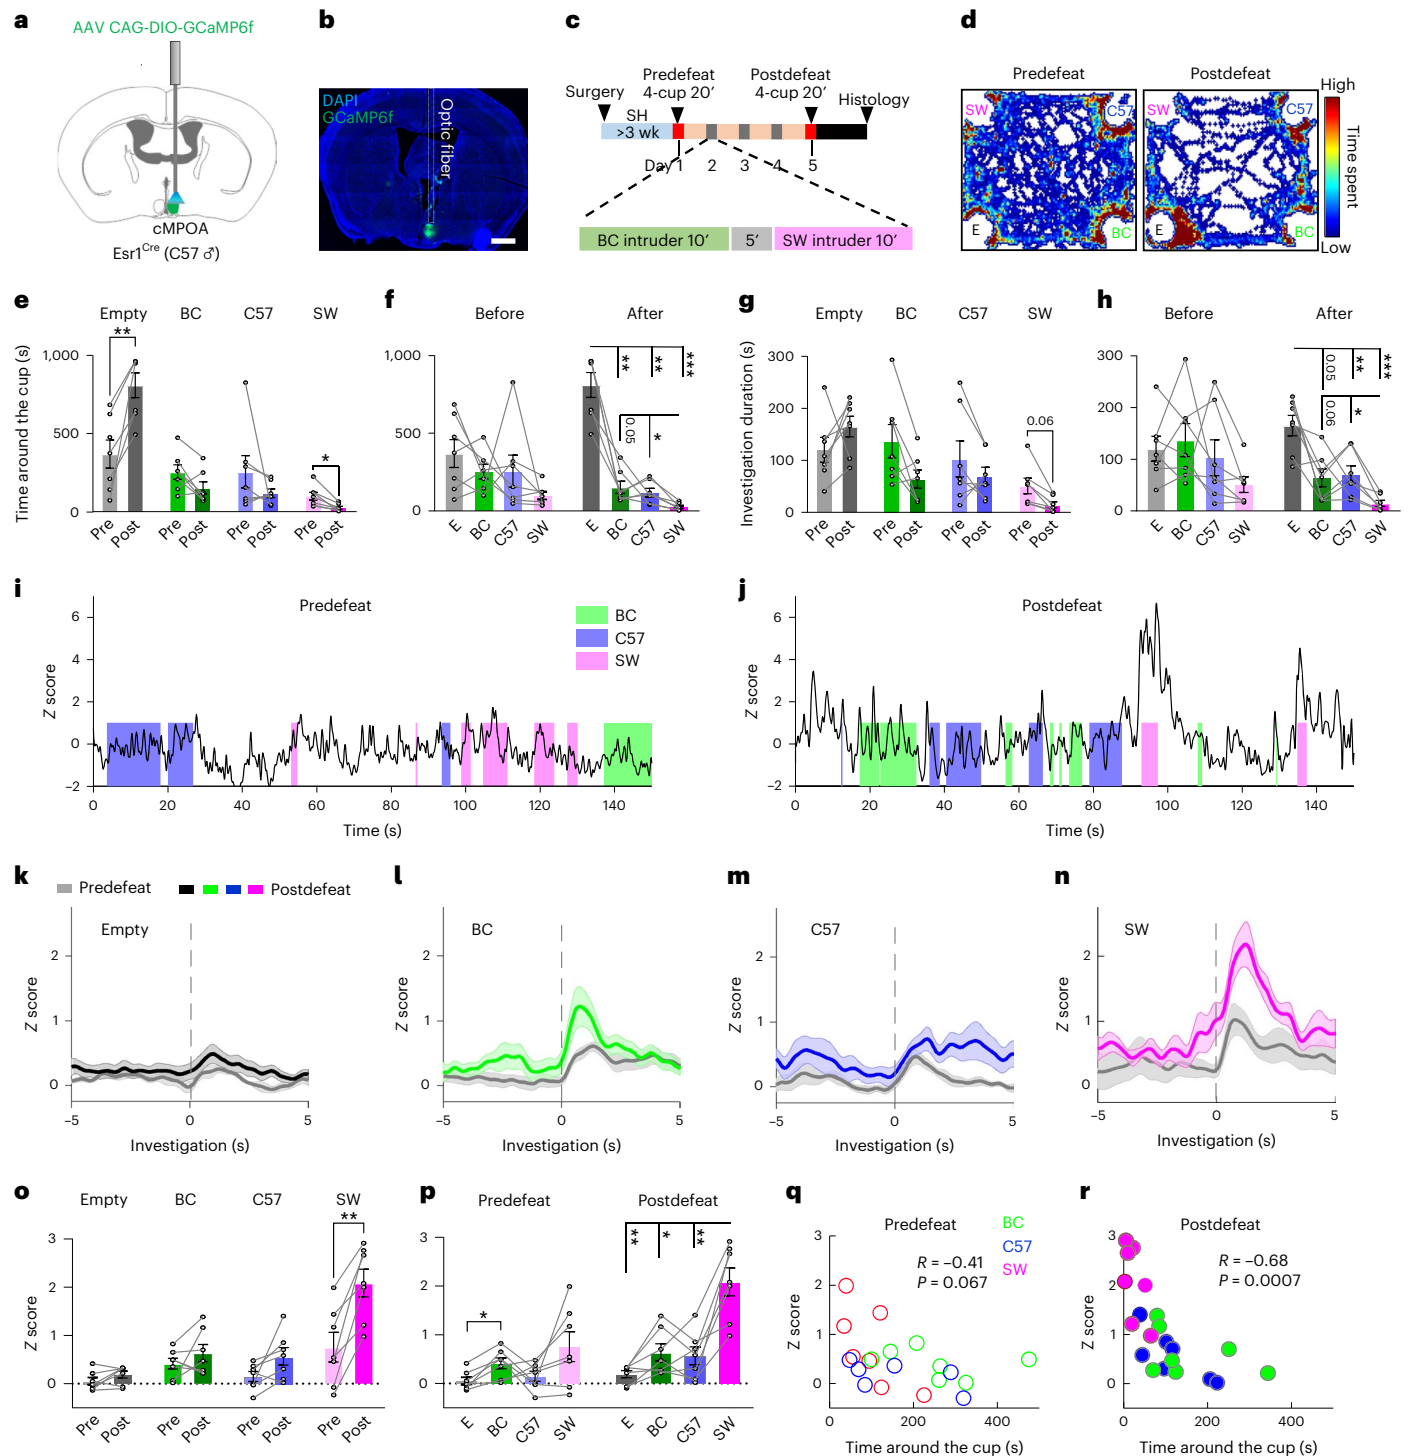 a
AAV CAG-DIO-GCaMP6f
cMPOA
Esr1Cre (C57 ♂)
b
DAPI
GCaMP6f
Optic fiber
c
Predefeat
4-cup 20′
Postdefeat
4-cup 20′
Surgery
Histology
SH
>3 wk
Day 1 2 3 4 5
BC intruder 10′ 5′ SW intruder 10′
d
Predefeat Postdefeat
SW C57 E BC
SW C57 E BC
High
Time spent
Low
e
Empty BC C57 SW
Time around the cup (s)
1,000
500
0
** *
Pre Post Pre Post Pre Post Pre Post
f
Before After
1,000
500
0
** ** ***
0.05 *
E BC C57 SW E BC C57 SW
g
Empty BC C57 SW
Investigation duration (s)
300
200
100
0
0.06
Pre Post Pre Post Pre Post Pre Post
h
Before After
300
200
100
0
0.05 ** ***
0.06 *
E BC C57 SW E BC C57 SW
i
Predefeat
BC
C57
SW
Z score
6
4
2
0
−2
0 20 40 60 80 100 120 140
Time (s)
j
Postdefeat
Z score
6
4
2
0
−2
0 20 40 60 80 100 120 140
Time (s)
k
Predefeat Postdefeat
Empty
Z score
2
1
0
−5 0 5
Investigation (s)
l
BC
Z score
2
1
0
−5 0 5
Investigation (s)
m
C57
Z score
2
1
0
−5 0 5
Investigation (s)
n
SW
Z score
2
1
0
−5 0 5
Investigation (s)
o
Empty BC C57 SW
Z score
3
2
1
0
**
Pre Post Pre Post Pre Post Pre Post
p
Predefeat Postdefeat
Z score
3
2
1
0
*
** * **
E BC C57 SW E BC C57 SW
q
Predefeat
BC
C57
SW
R = −0.41
P = 0.067
Z score
3
2
1
0
0 200 400
Time around the cup (s)
r
Postdefeat
R = −0.68
P = 0.0007
Z score
3
2
1
0
0 200 400
Time around the cup (s)